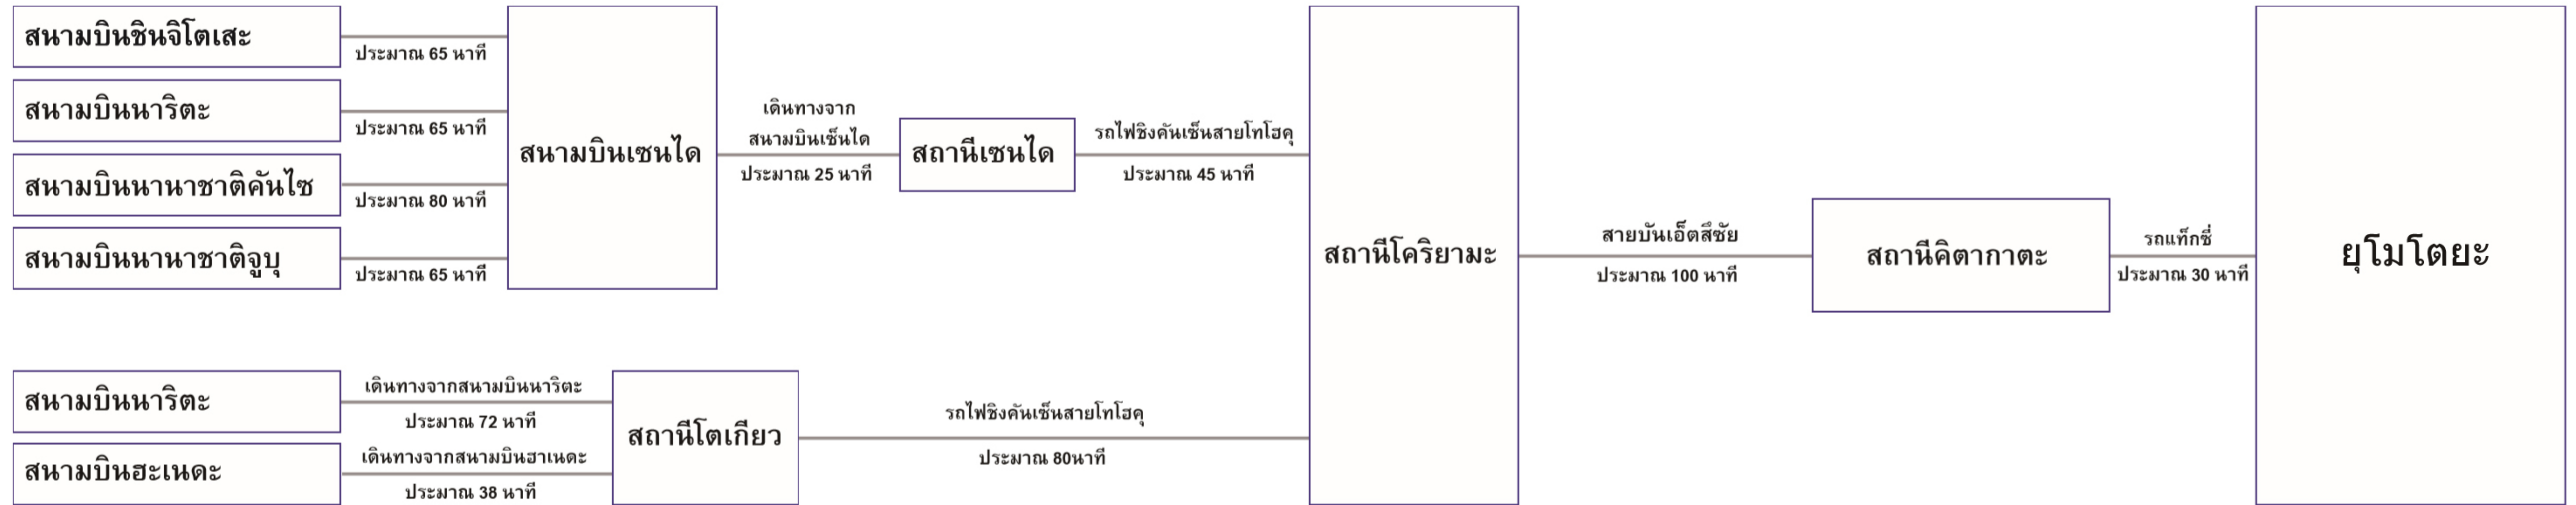 สนามบินชินจิโตเสะ
ประมาณ 65 นาที
สนามบินนาริตะ
ประมาณ 65 นาที
สนามบินนานาชาติคันไซ
ประมาณ 80 นาที
สนามบินนานาชาติจูบุ
ประมาณ 65 นาที
สนามบินเซนได
เดินทางจาก
สนามบินเซ็นได
ประมาณ 25 นาที
สถานีเซนได
รถไฟชิงคันเซ็นสายโทโฮคุ
ประมาณ 45 นาที
สนามบินนาริตะ
เดินทางจากสนามบินนาริตะ
ประมาณ 72 นาที
สนามบินฮะเนดะ
เดินทางจากสนามบินฮาเนดะ
ประมาณ 38 นาที
สถานีโตเกียว
รถไฟชิงคันเซ็นสายโทโฮคุ
ประมาณ 80นาที
สถานีโคริยามะ
สายบันเอ็ตสึซัย
ประมาณ 100 นาที
สถานีคิตากาตะ
รถแท็กซี่
ประมาณ 30 นาที
ยุโมโตยะ